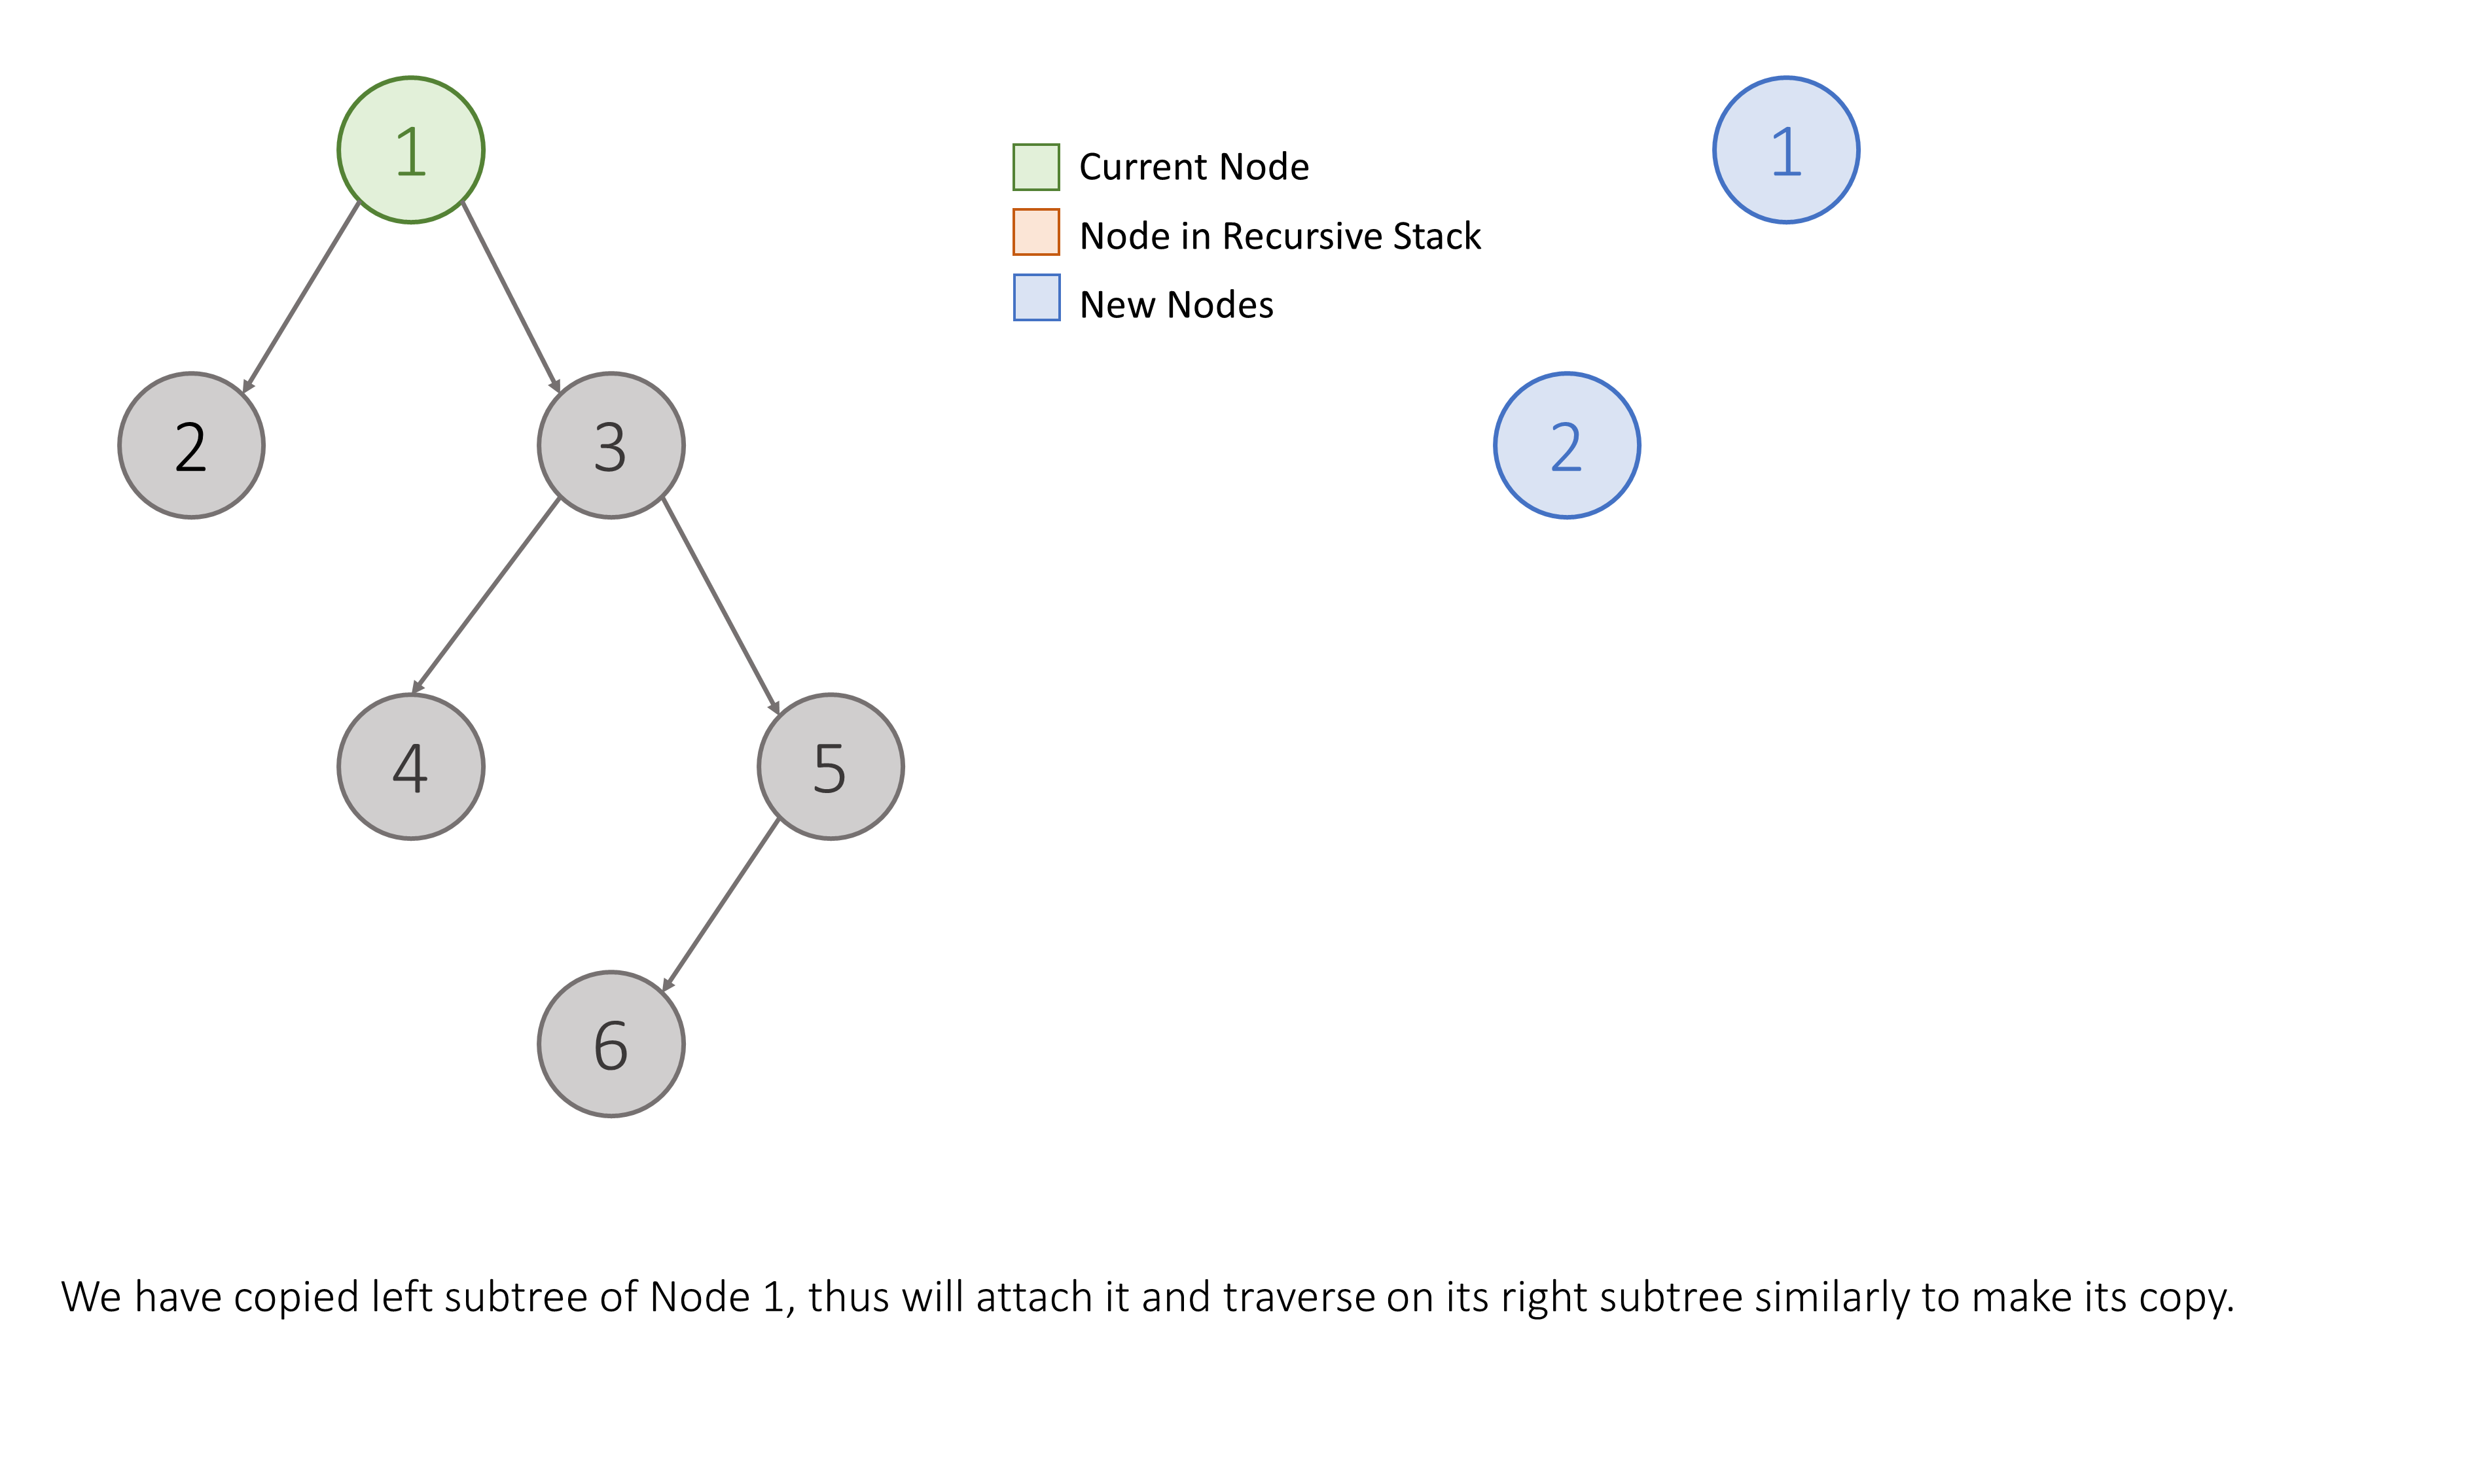 1
1
Current Node
Node in Recursive Stack
New Nodes
2
3
2
4
5
6
We have copied left subtree of Node 1, thus will attach it and traverse on its right subtree similarly to make its copy.